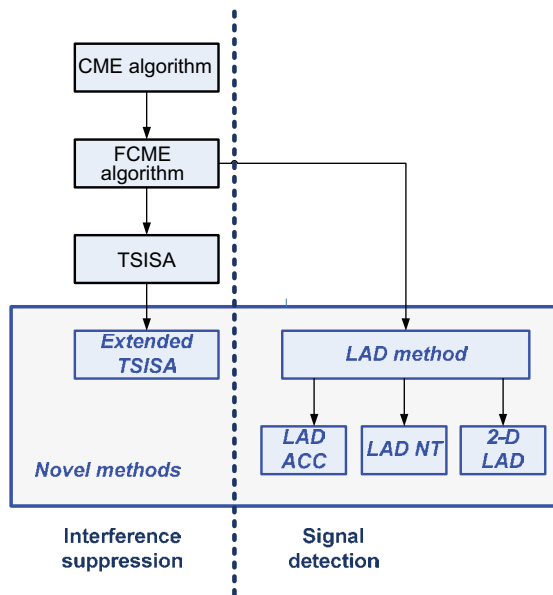 CME algorithm
FCME
algorithm
TSISA
Extended
TSISA
LAD method
LAD
ACC
LAD NT
2-D
LAD
Novel methods
Interference
suppression
Signal
detection